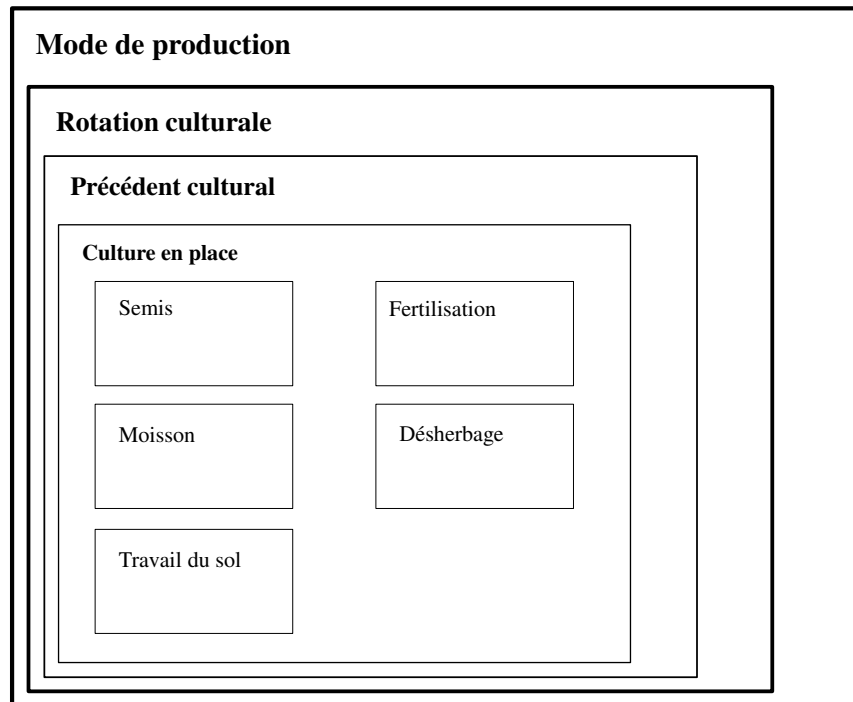 Mode de production
Rotation culturale
Précédent cultural
Culture en place
Semis
Fertilisation
Moisson
Désherbage
Travail du sol